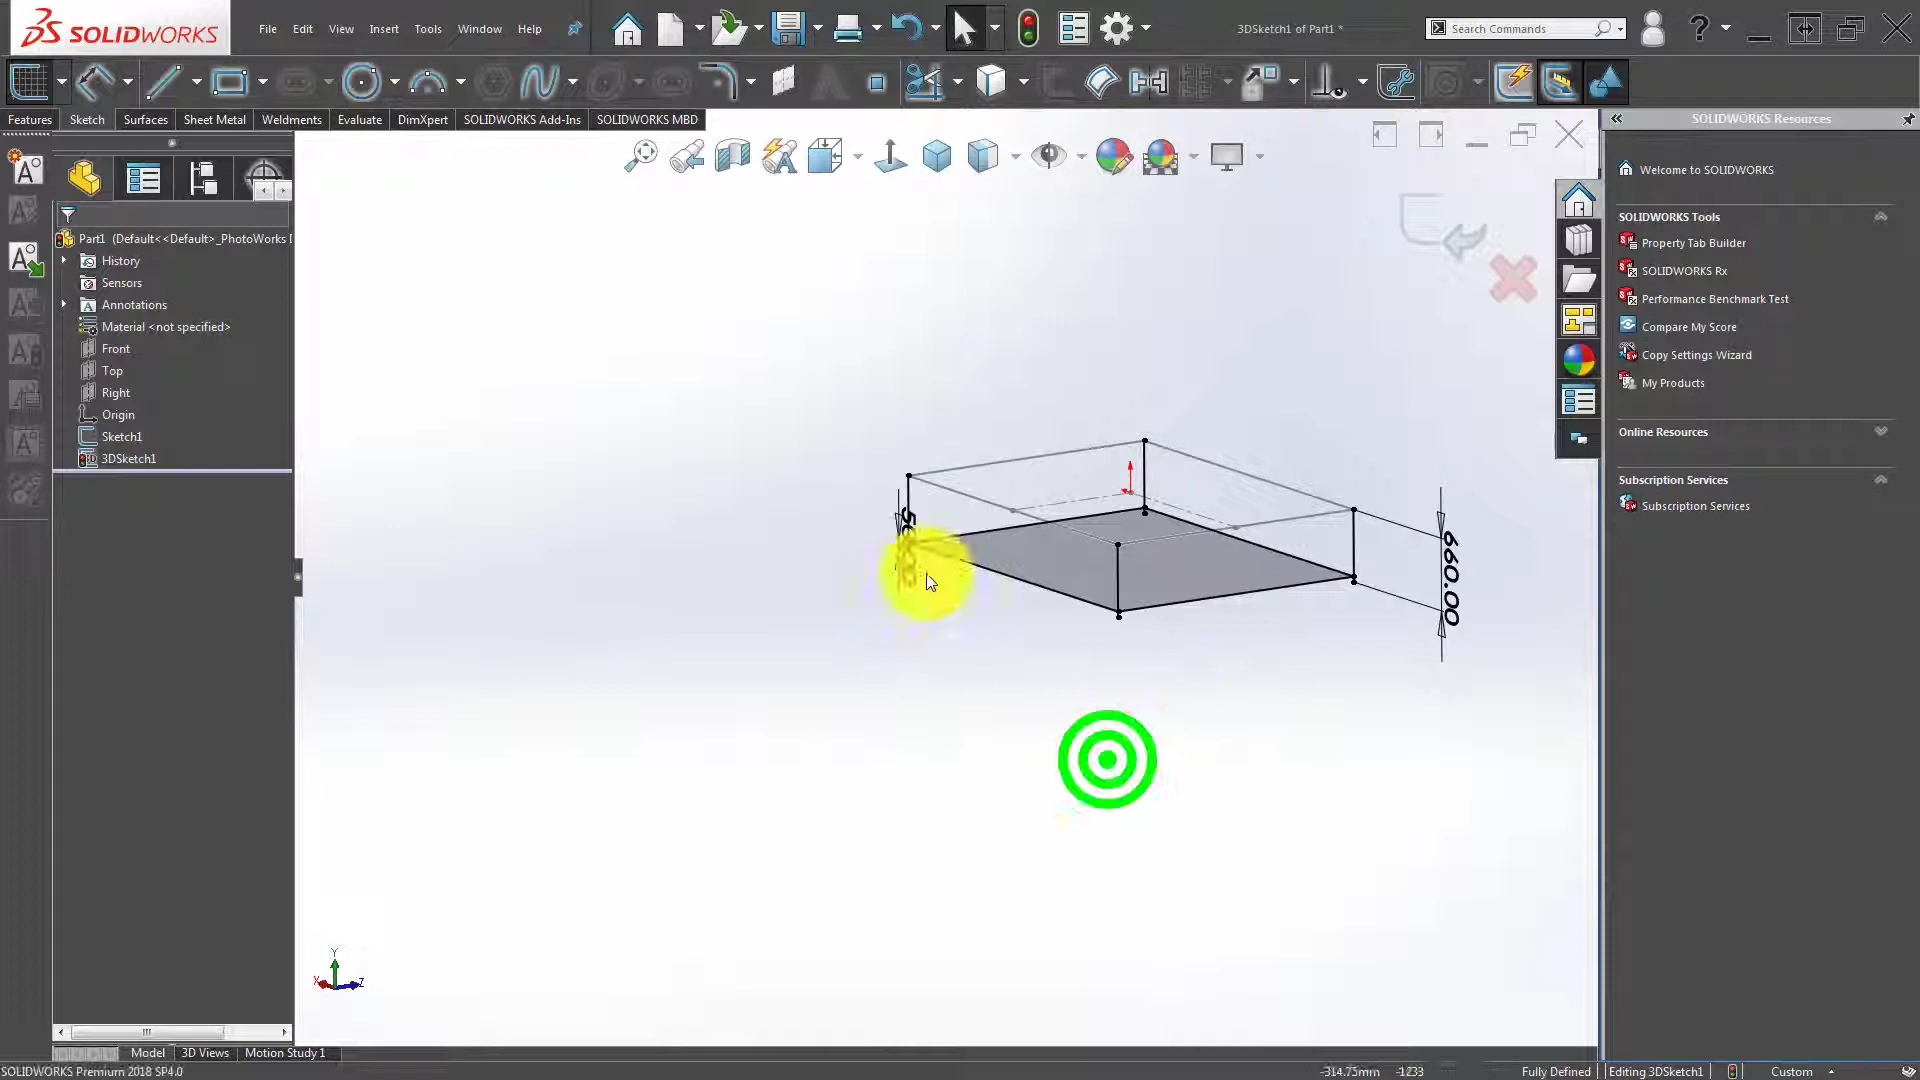 SOLIDWORKS
File Edit View Insert Tools Window Help
3DSketch1 of Part1 *
Search Commands
Features Sketch Surfaces Sheet Metal Weldments Evaluate DimXpert SOLIDWORKS Add-Ins SOLIDWORKS MBD
SOLIDWORKS Resources
Part1 (Default<<Default>_PhotoWorks
History
Sensors
Annotations
Material <not specified>
Front
Top
Right
Origin
Sketch1
3DSketch1
660.00
Y
X
Z
Welcome to SOLIDWORKS
SOLIDWORKS Tools
Property Tab Builder
SOLIDWORKS Rx
Performance Benchmark Test
Compare My Score
Copy Settings Wizard
My Products
Online Resources
Subscription Services
Subscription Services
Model 3D Views Motion Study 1
SOLIDWORKS Premium 2018 SP4.0
-314.75mm
Fully Defined
Editing 3DSketch1
Custom